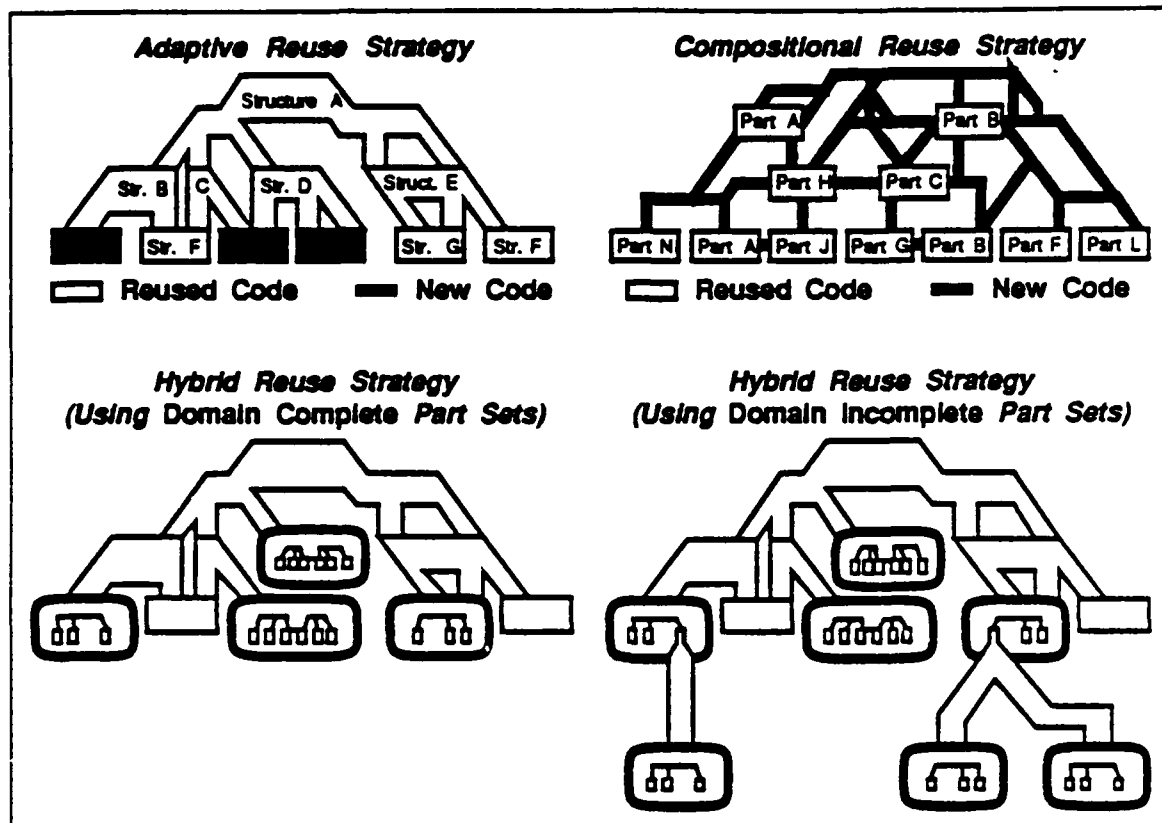 Adaptive Reuse Strategy
Structure A
Str. B
C
Str. D
Struct. E
Str. F
Str. G
Str. F
Reused Code
New Code
Compositional Reuse Strategy
Part A
Part B
Part H
Part C
Part N
Part A
Part J
Part G
Part B
Part F
Part L
Reused Code
New Code
Hybrid Reuse Strategy
(Using Domain Complete Part Sets)
Hybrid Reuse Strategy
(Using Domain Incomplete Part Sets)